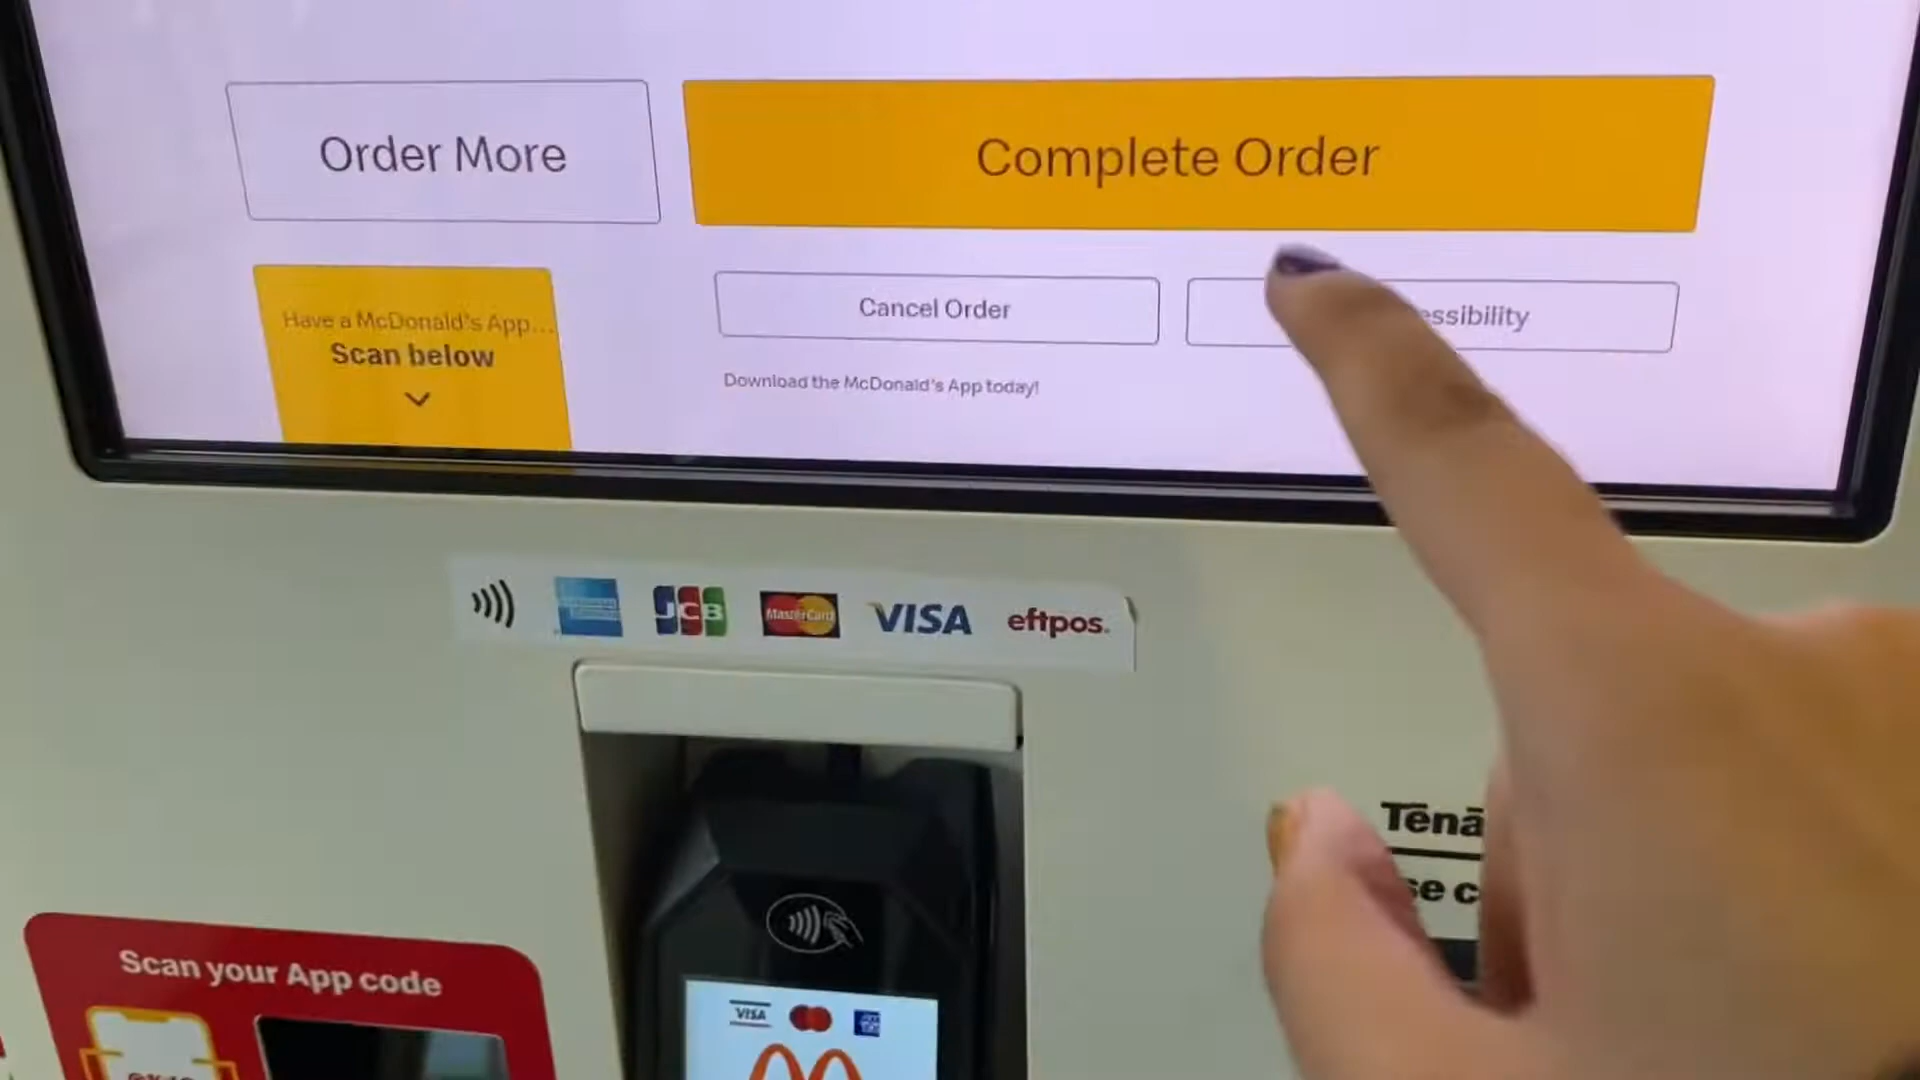 Order More
Complete Order
Have a McDonald's App...
Scan below
Cancel Order
essibility
Download the McDonald's App today!
AMERICAN EXPRESS
JCB
MasterCard
VISA
eftpos.
Tēnā
se c
Scan your App code
VISA